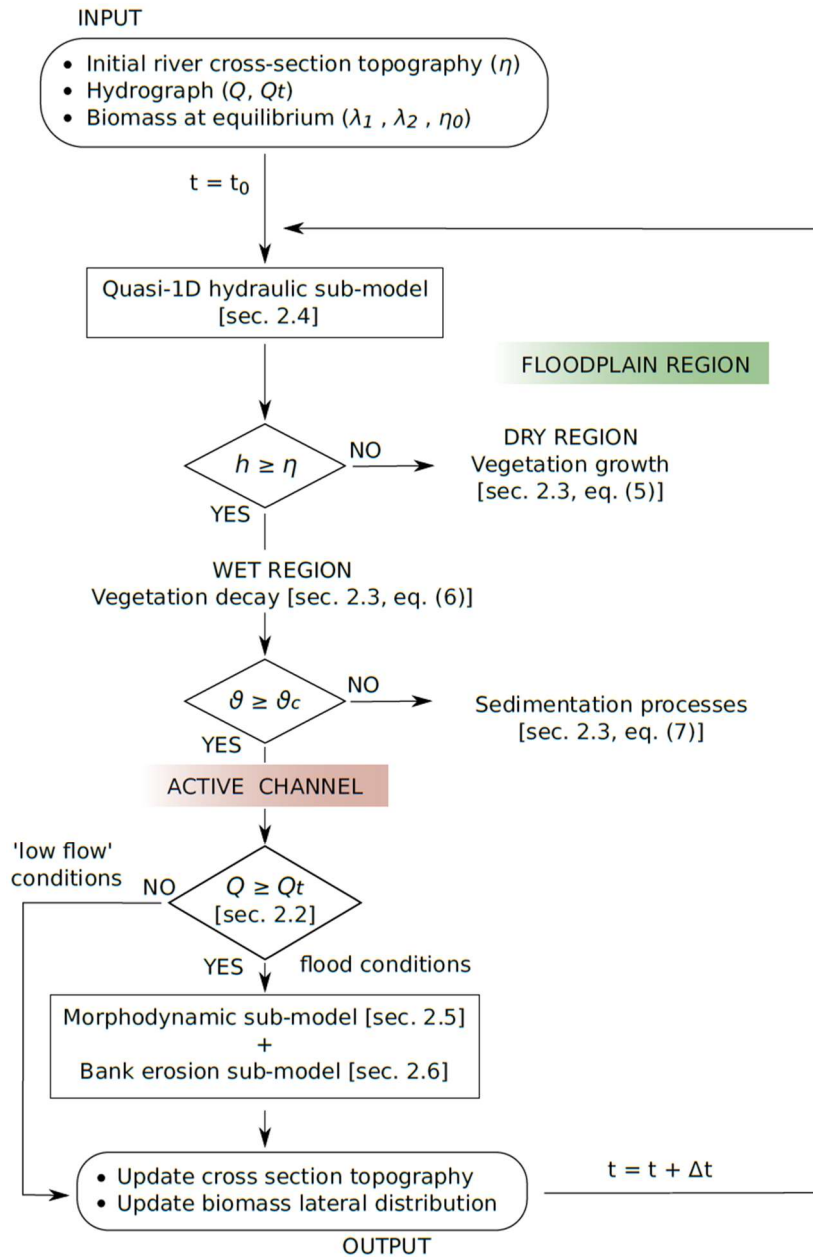 INPUT
• Initial river cross-section topography (η)
• Hydrograph (Q, Qt)
• Biomass at equilibrium (λ1 , λ2 , η0)
t = t0
Quasi-1D hydraulic sub-model
[sec. 2.4]
FLOODPLAIN REGION
h ≥ η
NO
YES
DRY REGION
Vegetation growth
[sec. 2.3, eq. (5)]
WET REGION
Vegetation decay [sec. 2.3, eq. (6)]
ϑ ≥ ϑc
NO
YES
Sedimentation processes
[sec. 2.3, eq. (7)]
ACTIVE CHANNEL
'low flow'
conditions
NO
Q ≥ Qt
[sec. 2.2]
YES
flood conditions
Morphodynamic sub-model [sec. 2.5]
+
Bank erosion sub-model [sec. 2.6]
• Update cross section topography
• Update biomass lateral distribution
t = t + Δt
OUTPUT